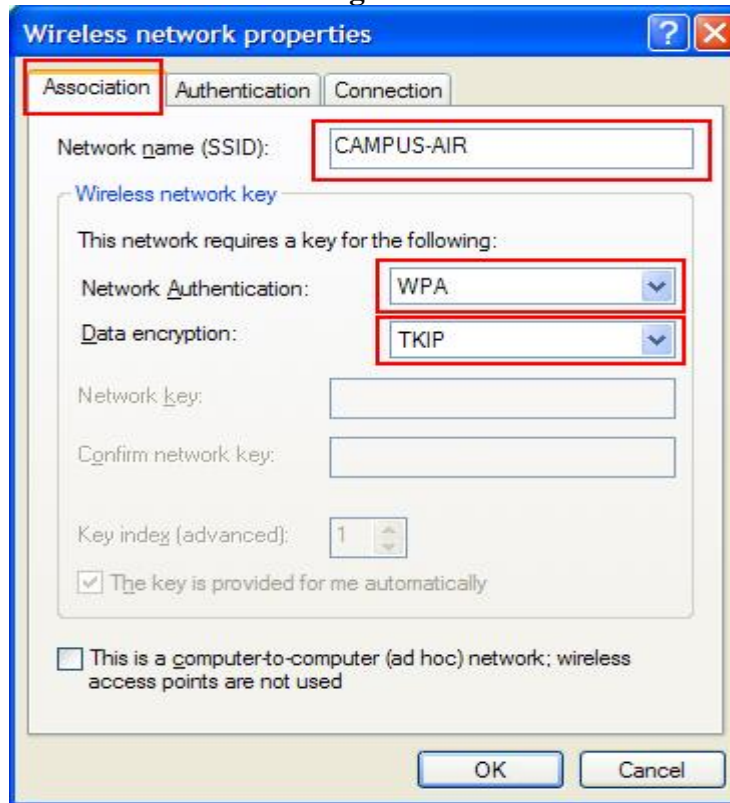 Wireless network properties
Association Authentication Connection
Network name (SSID): CAMPUS-AIR
Wireless network key
This network requires a key for the following:
Network Authentication: WPA
Data encryption: TKIP
Network key:
Confirm network key:
Key index (advanced): 1
The key is provided for me automatically
This is a computer-to-computer (ad hoc) network; wireless
access points are not used
OK Cancel